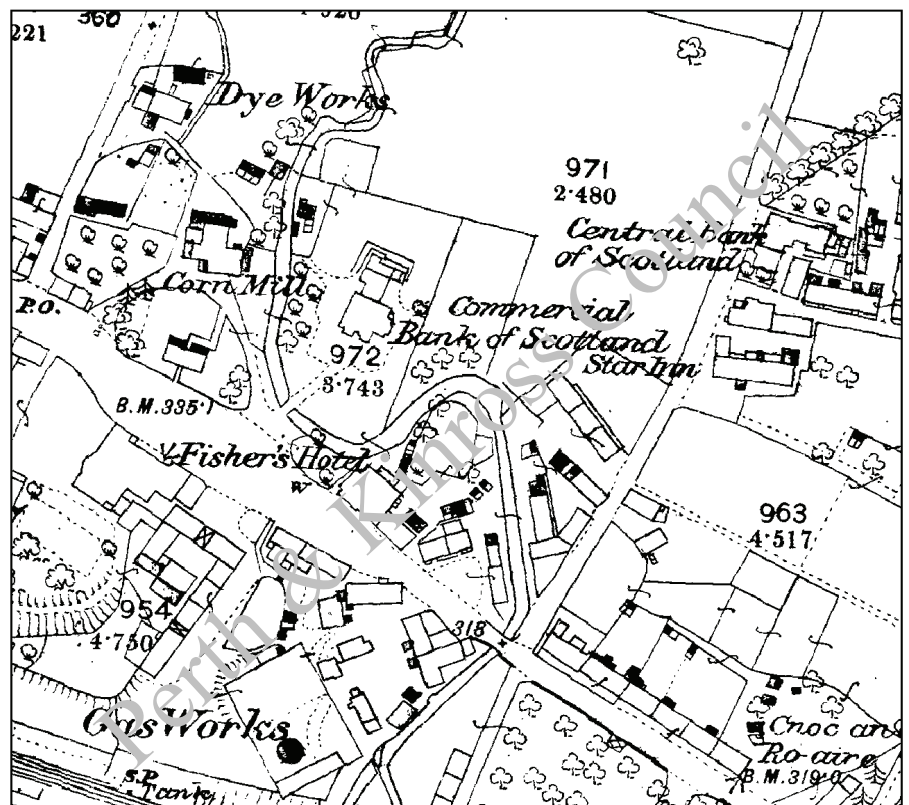 360
221
Dye Works
971
2·480
Central Bank
of Scotland
Corn Mill
P.O.
Commercial
Bank of Scotland
Star Inn
972
3·743
B.M.335·1
Fisher's Hotel
W
963
4·517
954
4·750
318
Gas Works
Cnoc an
Ro-aire
B.M.319·0
S.P.
Tank
Perth & Kinross Council